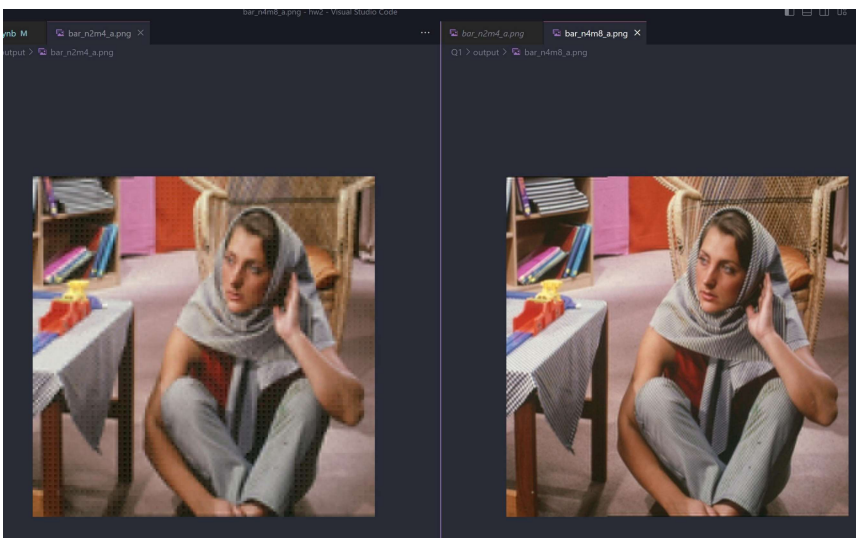 bar_n4m8_a.png - hw2 - Visual Studio Code
ynb M
bar_n2m4_a.png
bar_n2m4_a.png
bar_n4m8_a.png
output > bar_n2m4_a.png
Q1 > output > bar_n4m8_a.png